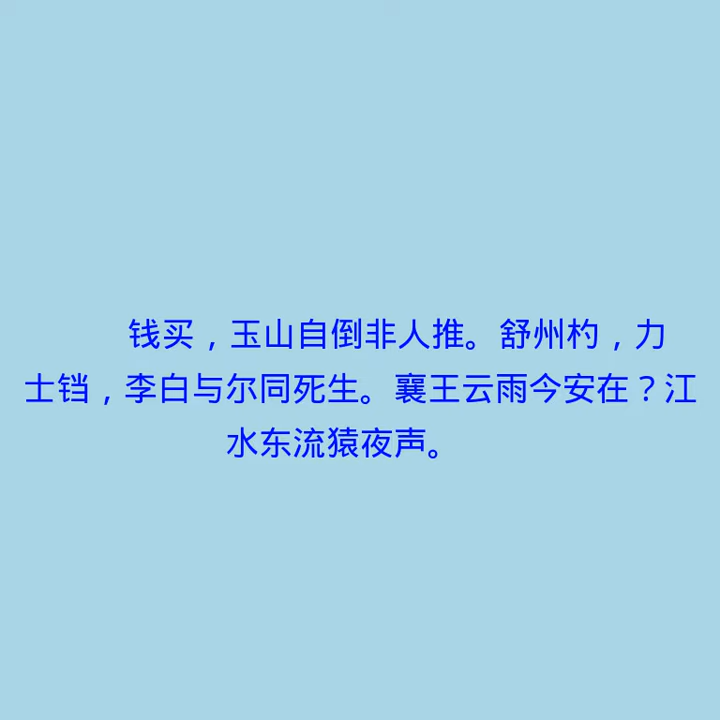 钱买，玉山自倒非人推。舒州杓，力
士铛，李白与尔同死生。襄王云雨今安在？江
水东流猿夜声。